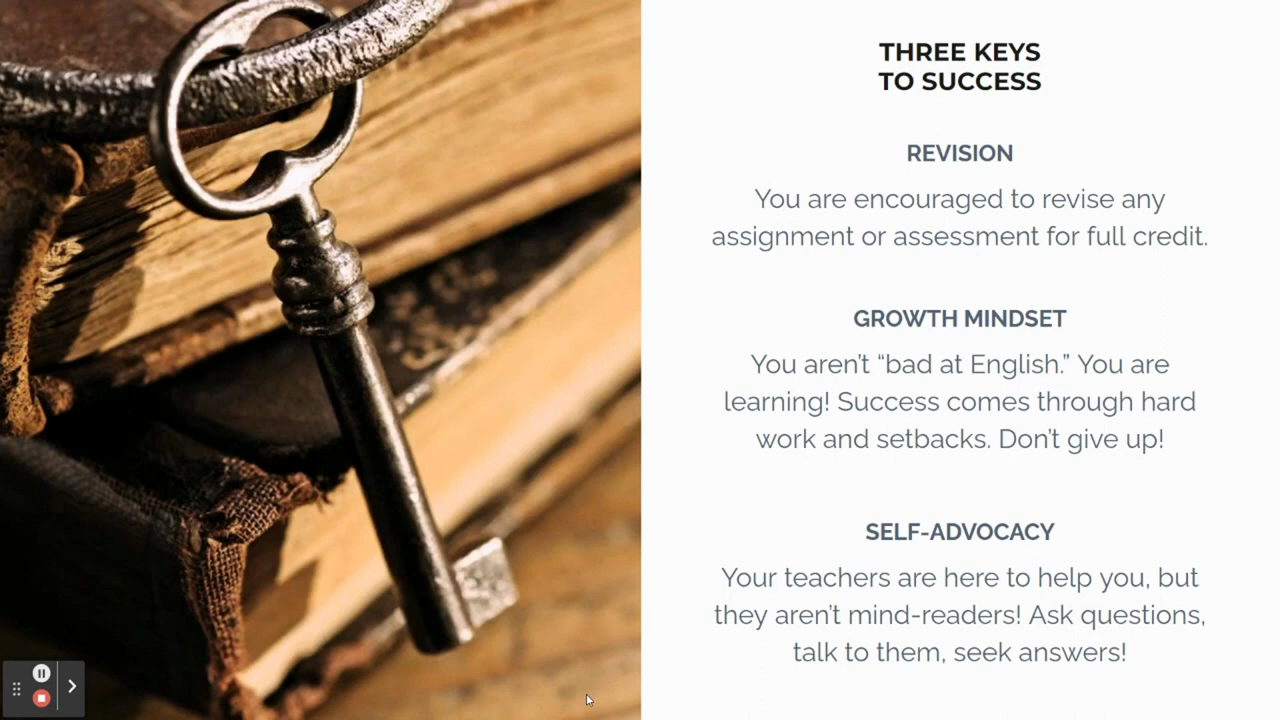 THREE KEYS
TO SUCCESS
REVISION
You are encouraged to revise any
assignment or assessment for full credit.
GROWTH MINDSET
You aren’t “bad at English.” You are
learning! Success comes through hard
work and setbacks. Don’t give up!
SELF-ADVOCACY
Your teachers are here to help you, but
they aren’t mind-readers! Ask questions,
talk to them, seek answers!